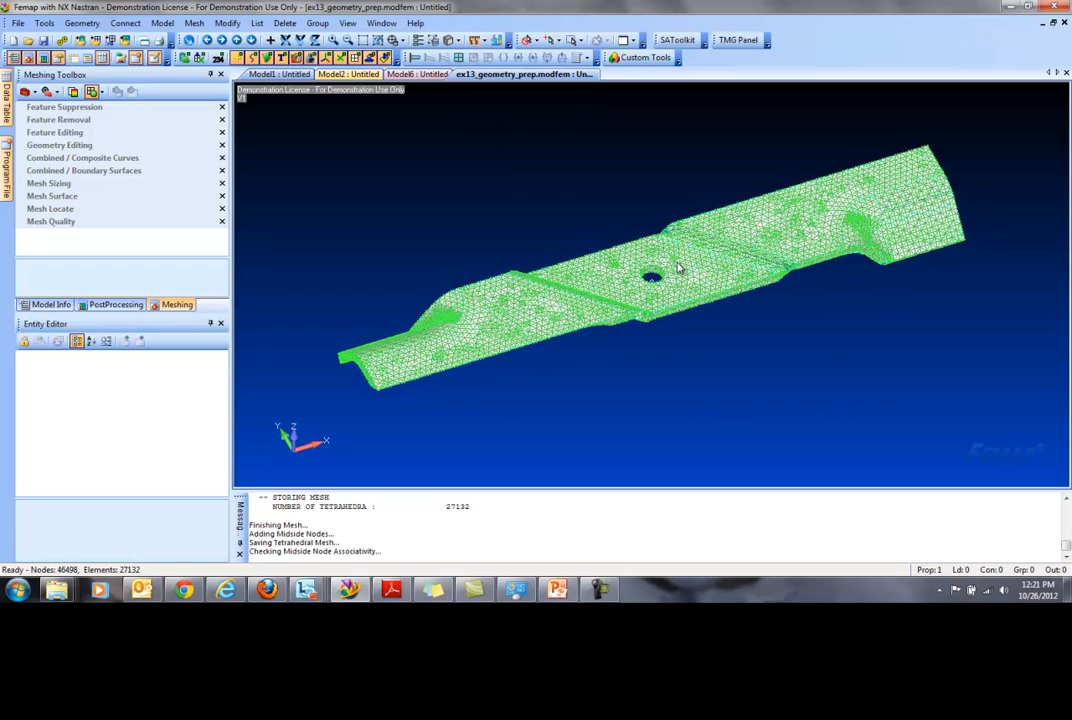 Femap with NX Nastran - Demonstration License - For Demonstration Use Only - [ex13_geometry_prep.modfem : Untitled]
File Tools Geometry Connect Model Mesh Modify List Delete Group View Window Help
SAToolkit TMG Panel
Custom Tools
Meshing Toolbox
Model1 : Untitled Model2 : Untitled Model6 : Untitled ex13_geometry_prep.modfem : Un...
Data Table
Program File
Demonstration License - For Demonstration Use Only
V1
Feature Suppression
Feature Removal
Feature Editing
Geometry Editing
Combined / Composite Curves
Combined / Boundary Surfaces
Mesh Sizing
Mesh Surface
Mesh Locate
Mesh Quality
Model Info PostProcessing Meshing
Entity Editor
Y Z X
Messag
-- STORING MESH
NUMBER OF TETRAHEDRA : 27132
Finishing Mesh...
Adding Midside Nodes...
Saving Tetrahedral Mesh...
Checking Midside Node Associativity...
Ready - Nodes: 46498, Elements: 27132 Prop: 1 Ld: 0 Con: 0 Grp: 0 Out: 0
12:21 PM
10/26/2012